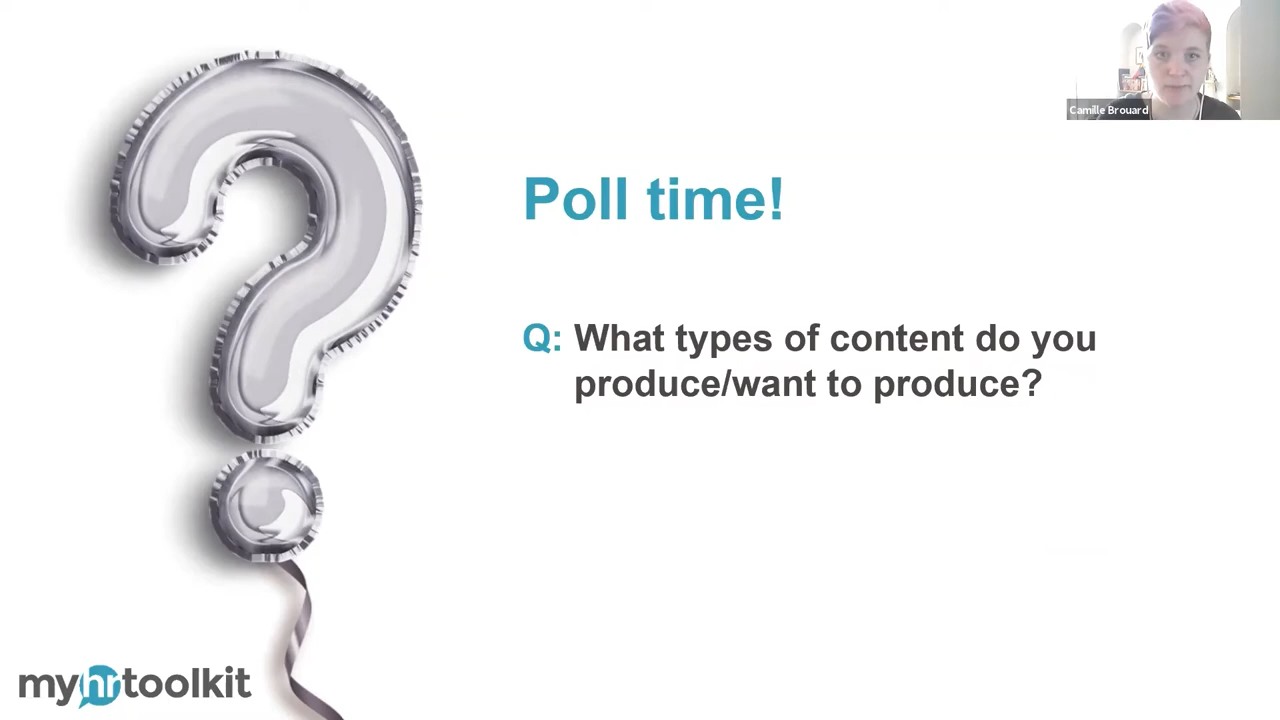 Camille Brouard
Poll time!
Q: What types of content do you
produce/want to produce?
myhrtoolkit